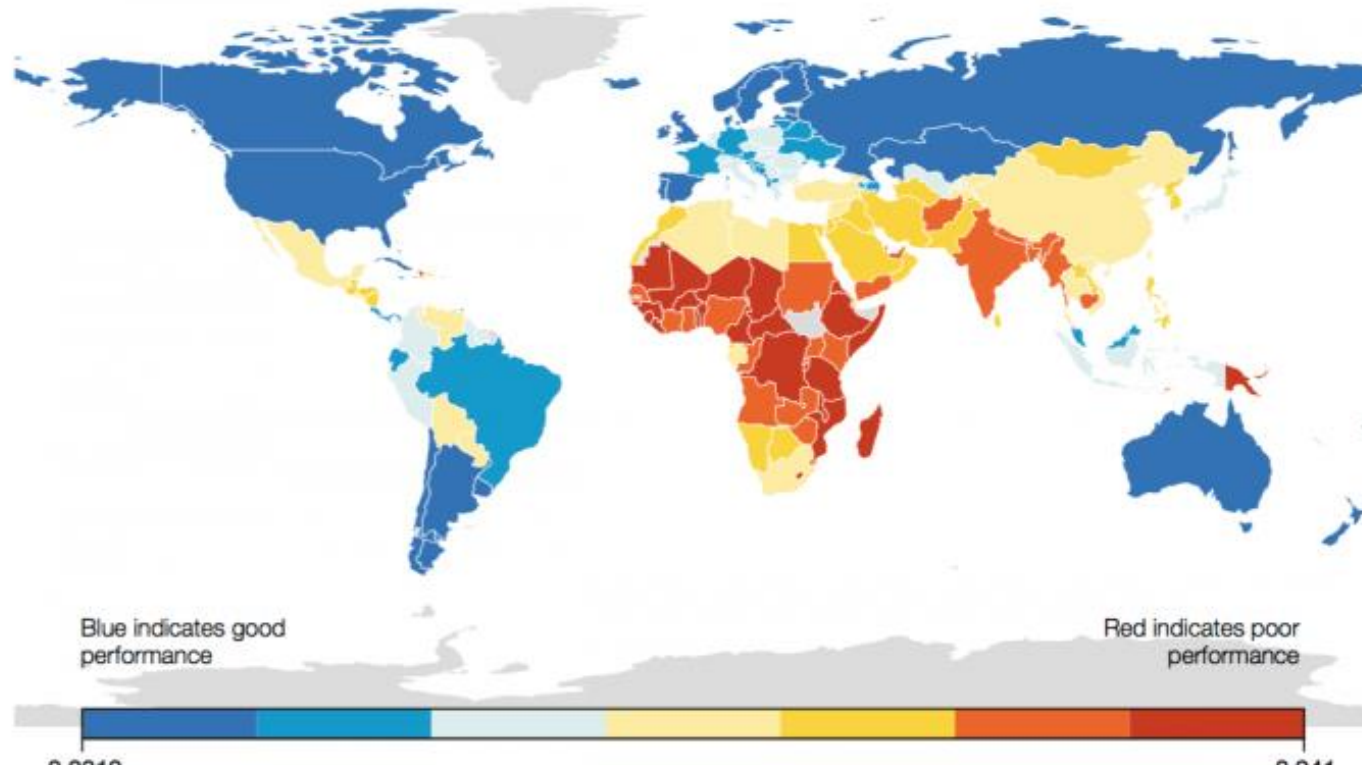 Blue indicates good
performance
Red indicates poor
performance